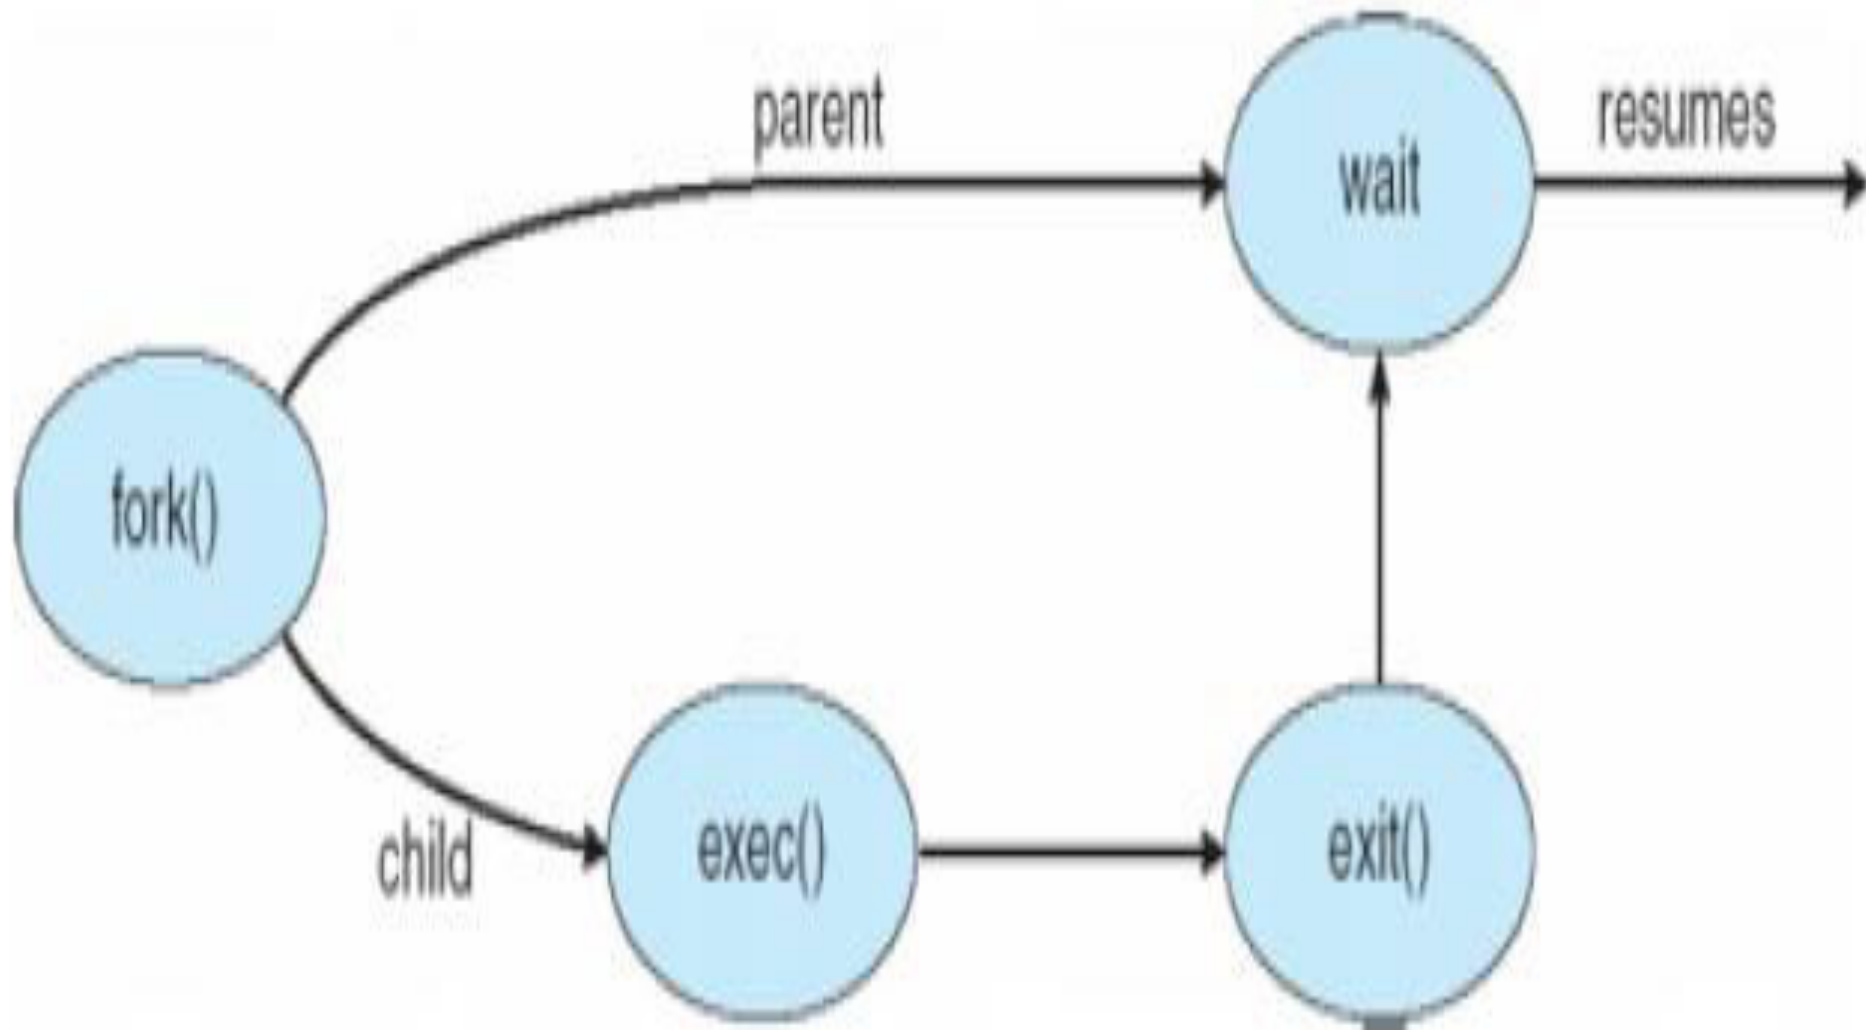 parent
wait
resumes
fork()
child
exec()
exit()